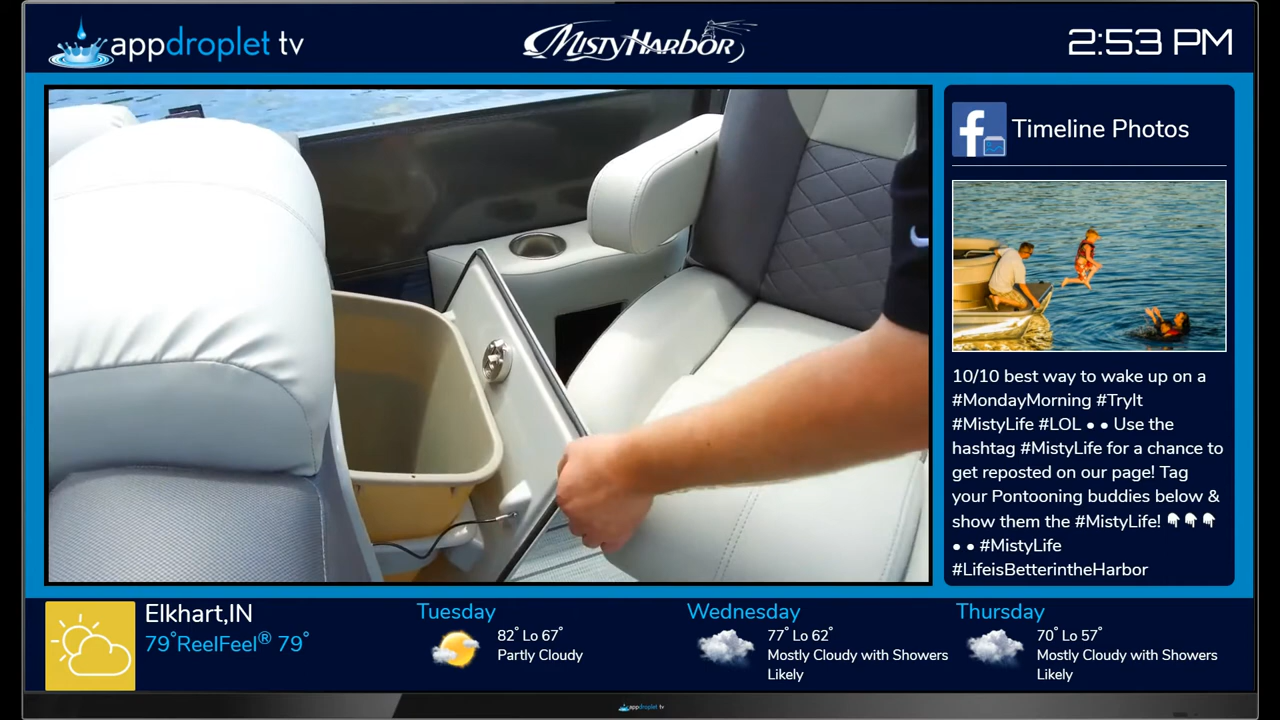 appdroplet tv
MistyHarbor
2:53 PM
Timeline Photos
10/10 best way to wake up on a
#MondayMorning #TryIt
#MistyLife #LOL • • Use the
hashtag #MistyLife for a chance to
get reposted on our page! Tag
your Pontooning buddies below &
show them the #MistyLife! 👇👇👇
• • #MistyLife
#LifeisBetterintheHarbor
Elkhart,IN
79°ReelFeel® 79°
Tuesday
82° Lo 67°
Partly Cloudy
Wednesday
77° Lo 62°
Mostly Cloudy with Showers
Likely
Thursday
70° Lo 57°
Mostly Cloudy with Showers
Likely
appdroplet tv